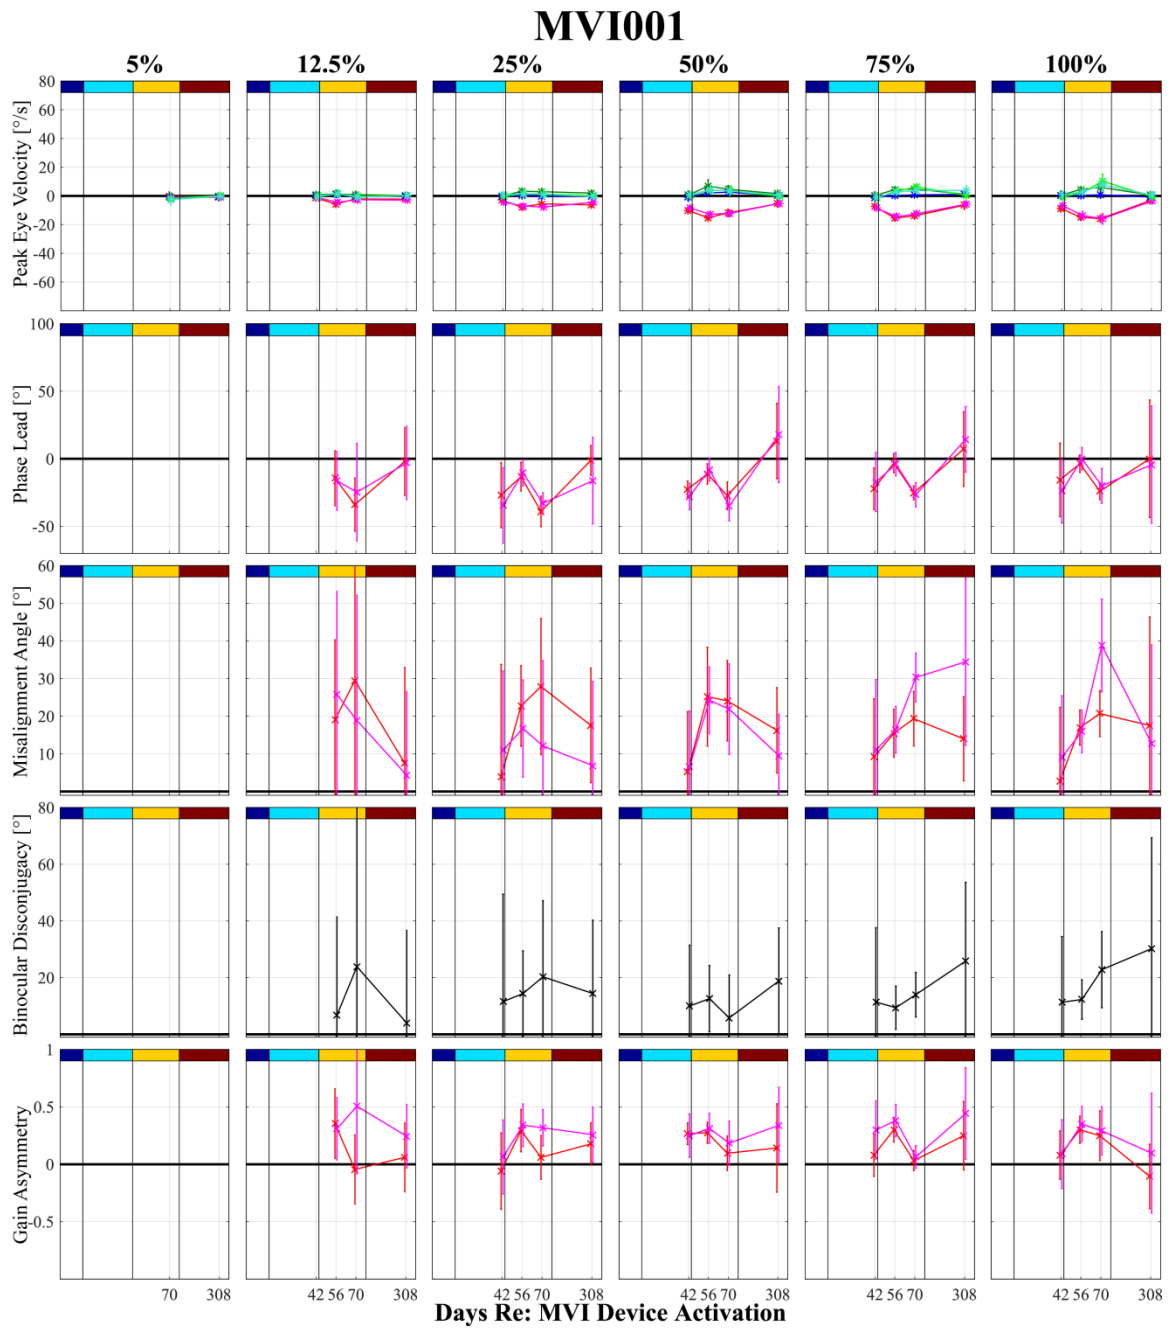 MVI001
5% 12.5% 25% 50% 75% 100%
Peak Eye Velocity [°/s]
80
60
40
20
0
-20
-40
-60
Phase Lead [°]
100
50
0
-50
Misalignment Angle [°]
60
50
40
30
20
10
Binocular Disconjugacy [°]
80
60
40
20
Gain Asymmetry
1
0.5
0
-0.5
70 308 42 56 70 308 42 56 70 308 42 56 70 308 42 56 70 308 42 56 70 308
Days Re: MVI Device Activation